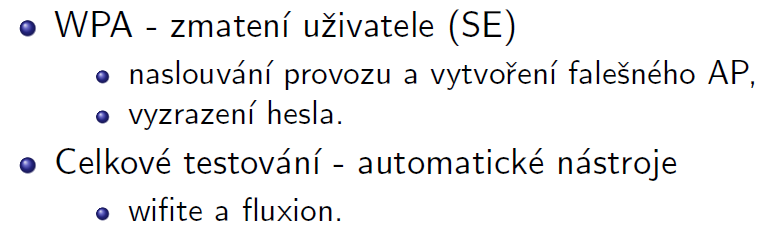 WPA - zmatení uživatele (SE)
naslouvání provozu a vytvoření falešného AP,
vyzrazení hesla.
Celkové testování - automatické nástroje
wifite a fluxion.